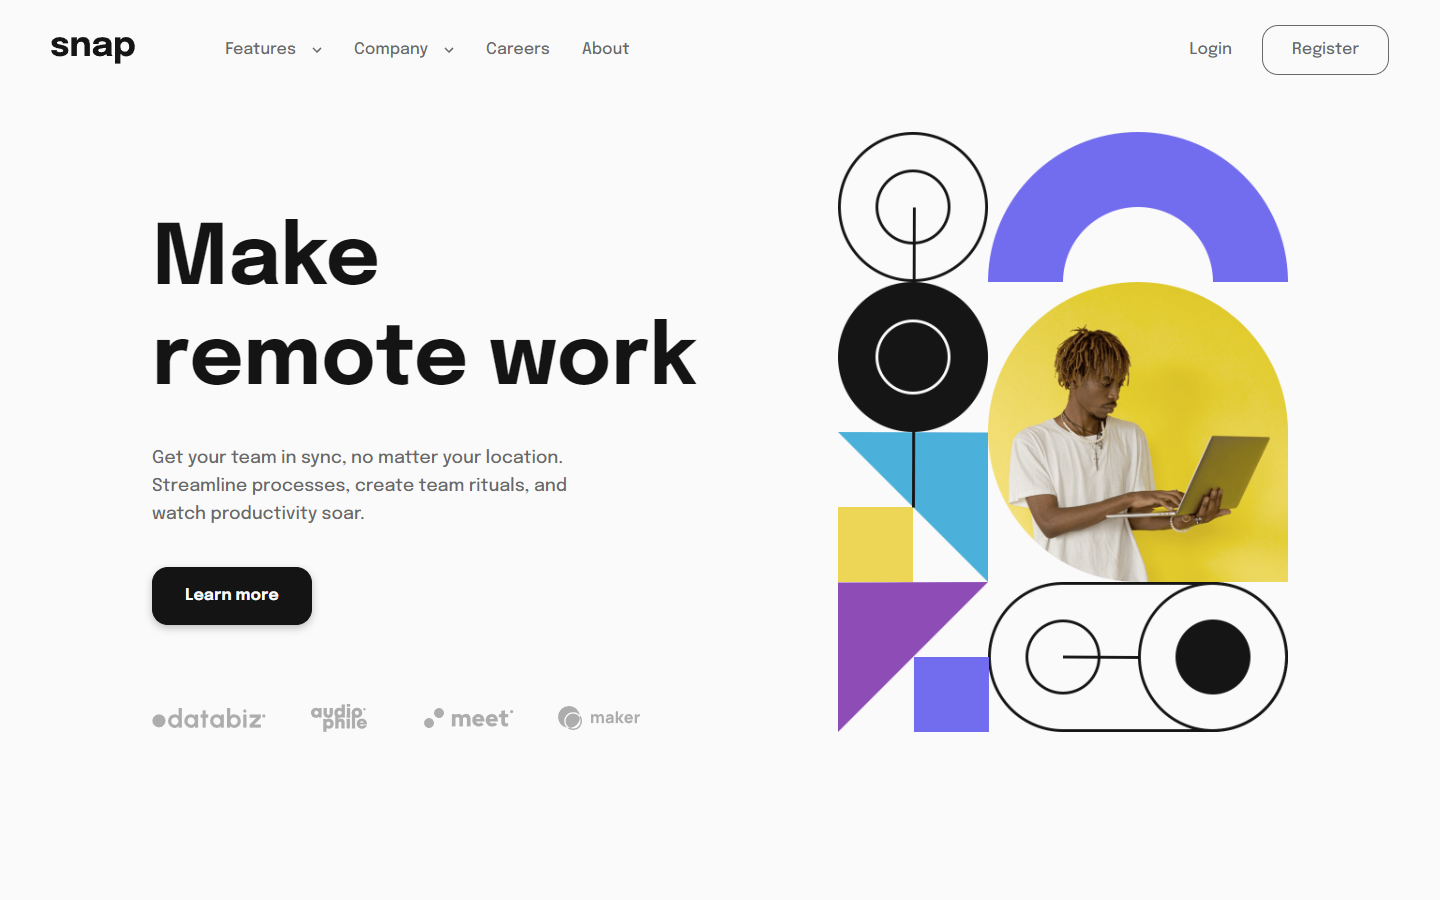 snap
Features
Company
Careers
About
Login
Register
Make
remote work
Get your team in sync, no matter your location.
Streamline processes, create team rituals, and
watch productivity soar.
Learn more
databiz
audiophile
meet
maker